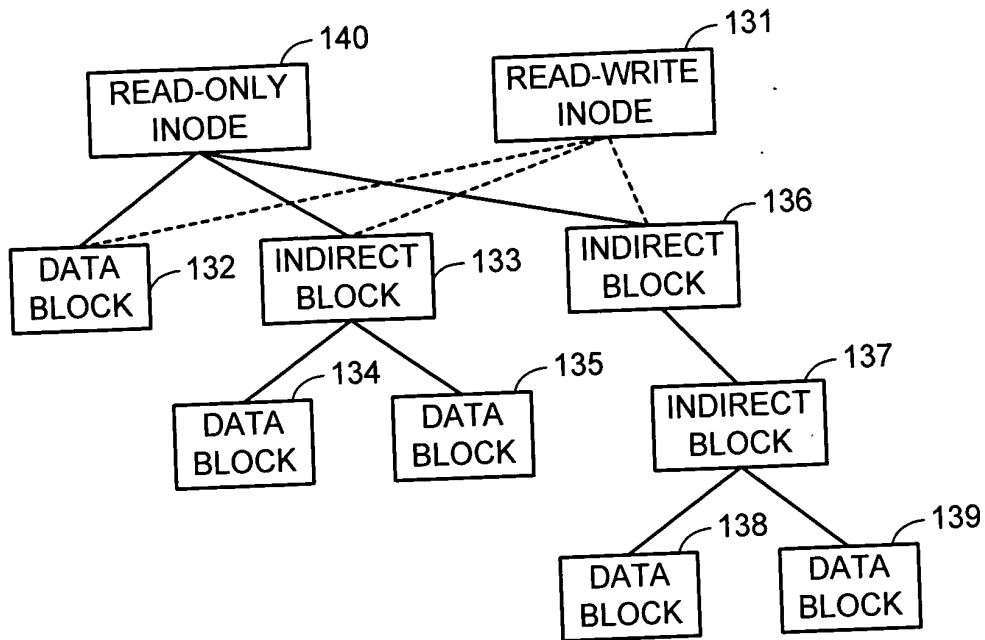 140
131
READ-ONLY
INODE
READ-WRITE
INODE
136
DATA
BLOCK
132
INDIRECT
BLOCK
133
INDIRECT
BLOCK
134
135
137
DATA
BLOCK
DATA
BLOCK
INDIRECT
BLOCK
138
139
DATA
BLOCK
DATA
BLOCK